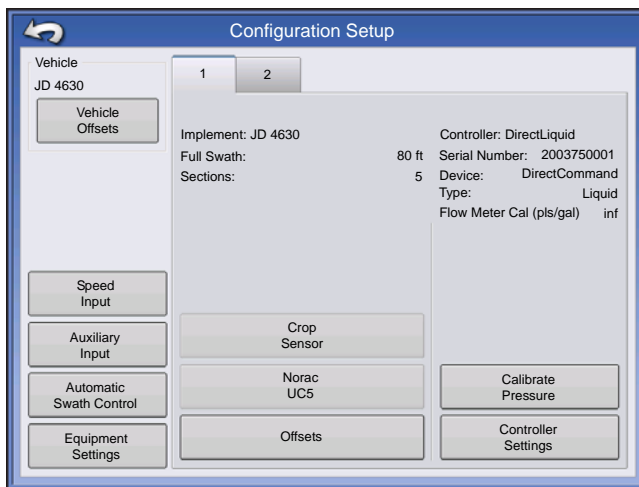 Configuration Setup
Vehicle
JD 4630
Vehicle
Offsets
Speed
Input
Auxiliary
Input
Automatic
Swath Control
Equipment
Settings
1
2
Implement: JD 4630
Full Swath: 80 ft
Sections: 5
Crop
Sensor
Norac
UC5
Offsets
Controller: DirectLiquid
Serial Number: 2003750001
Device: DirectCommand
Type: Liquid
Flow Meter Cal (pls/gal) inf
Calibrate
Pressure
Controller
Settings